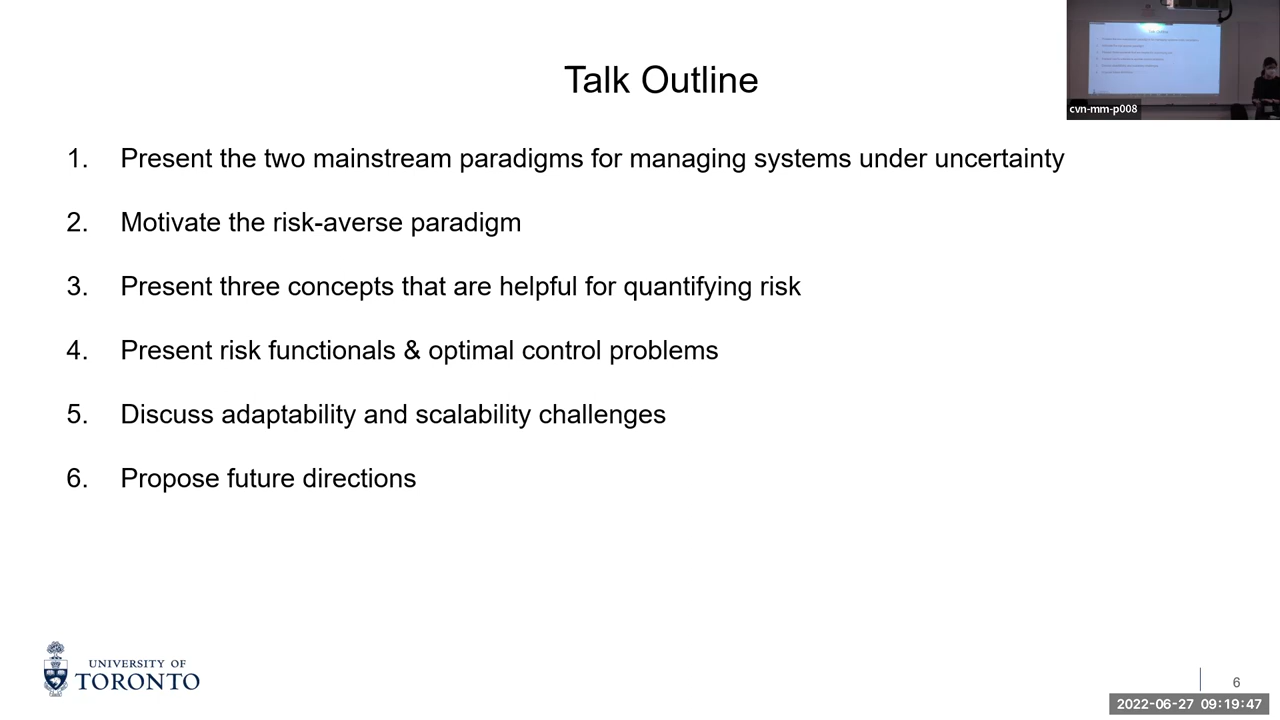 Talk Outline
cvn-mm-p008
1. Present the two mainstream paradigms for managing systems under uncertainty
2. Motivate the risk-averse paradigm
3. Present three concepts that are helpful for quantifying risk
4. Present risk functionals & optimal control problems
5. Discuss adaptability and scalability challenges
6. Propose future directions
UNIVERSITY OF
TORONTO
6
2022-06-27 09:19:47